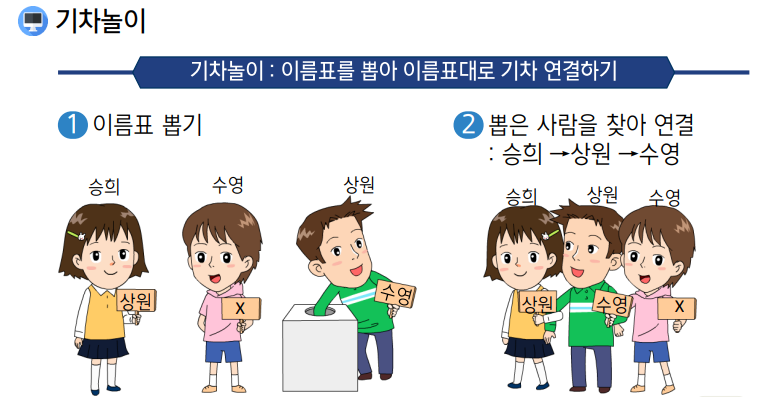 기차놀이
기차놀이 : 이름표를 뽑아 이름표대로 기차 연결하기
1 이름표 뽑기
승희
수영
상원
상원
X
수영
2 뽑은 사람을 찾아 연결
: 승희 →상원 →수영
승희
상원
수영
상원
수영
X